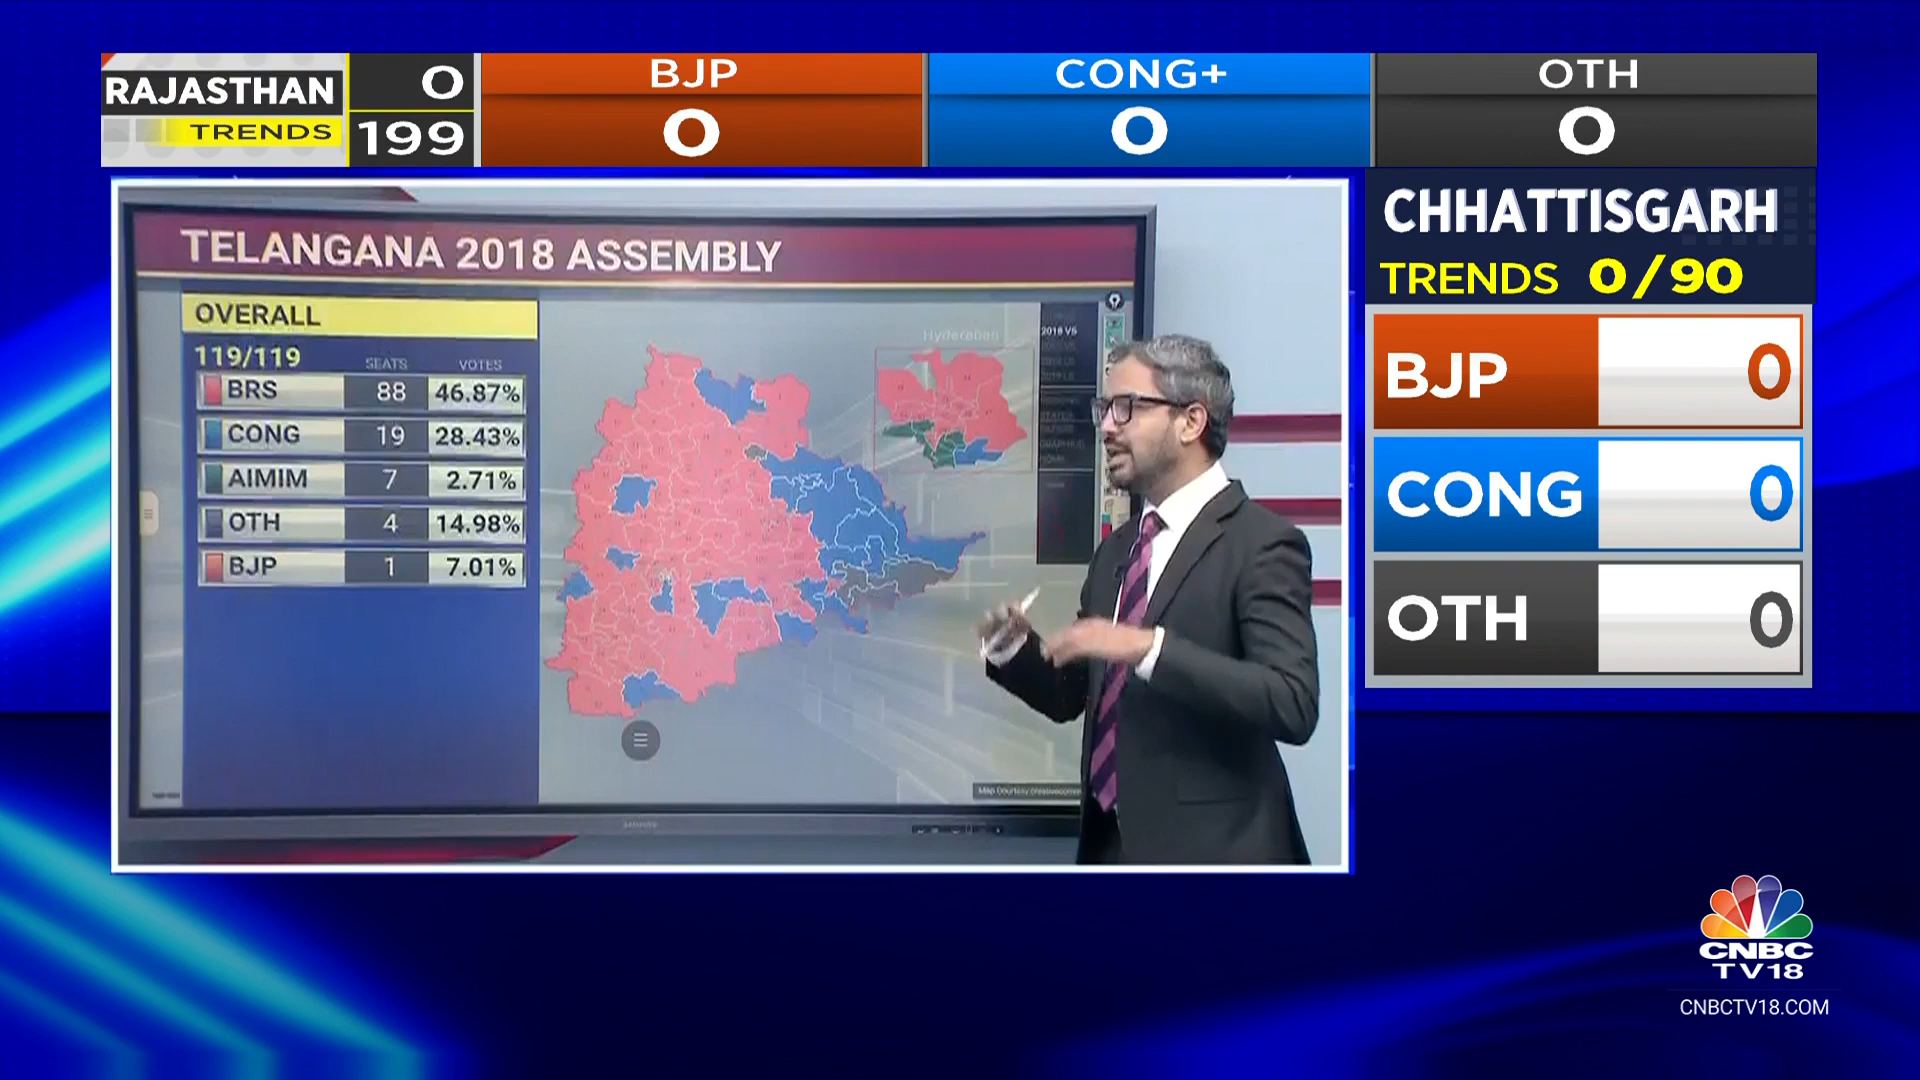 RAJASTHAN
TRENDS
0
199
BJP
0
CONG+
0
OTH
0
CHHATTISGARH
TRENDS 0/90
BJP 0
CONG 0
OTH 0
TELANGANA 2018 ASSEMBLY
OVERALL
119/119 SEATS VOTES
BRS 88 46.87%
CONG 19 28.43%
AIMIM 7 2.71%
OTH 4 14.98%
BJP 1 7.01%
Hyderabad
2018 VS
SAMSUNG
CNBC
TV18
CNBCTV18.COM